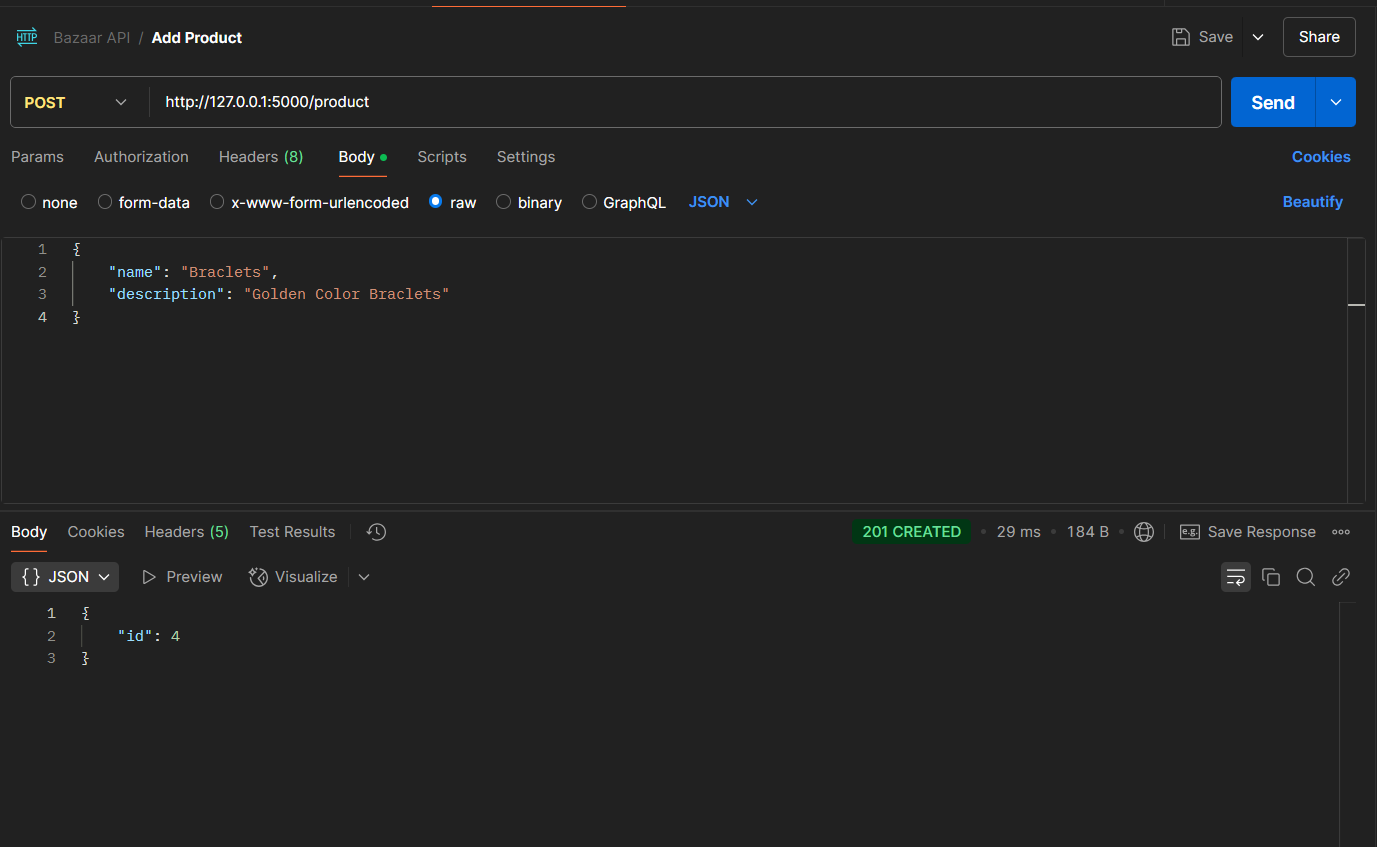 HTTP Bazaar API / Add Product Save Share
POST http://127.0.0.1:5000/product Send
Params Authorization Headers (8) Body Scripts Settings Cookies
none form-data x-www-form-urlencoded raw binary GraphQL JSON Beautify
1 {
2 "name": "Braclets",
3 "description": "Golden Color Braclets"
4 }
Body Cookies Headers (5) Test Results 201 CREATED • 29 ms • 184 B • e.g. Save Response
{} JSON Preview Visualize
1 {
2 "id": 4
3 }